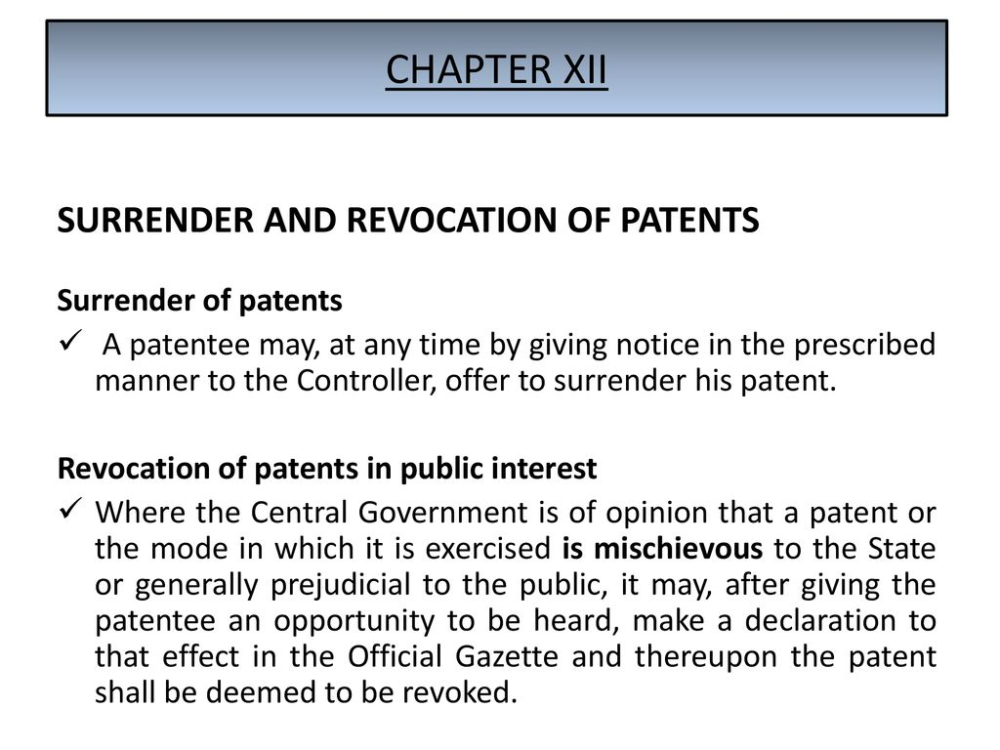 CHAPTER XII
SURRENDER AND REVOCATION OF PATENTS
Surrender of patents
✓ A patentee may, at any time by giving notice in the prescribed
manner to the Controller, offer to surrender his patent.
Revocation of patents in public interest
✓ Where the Central Government is of opinion that a patent or
the mode in which it is exercised is mischievous to the State
or generally prejudicial to the public, it may, after giving the
patentee an opportunity to be heard, make a declaration to
that effect in the Official Gazette and thereupon the patent
shall be deemed to be revoked.